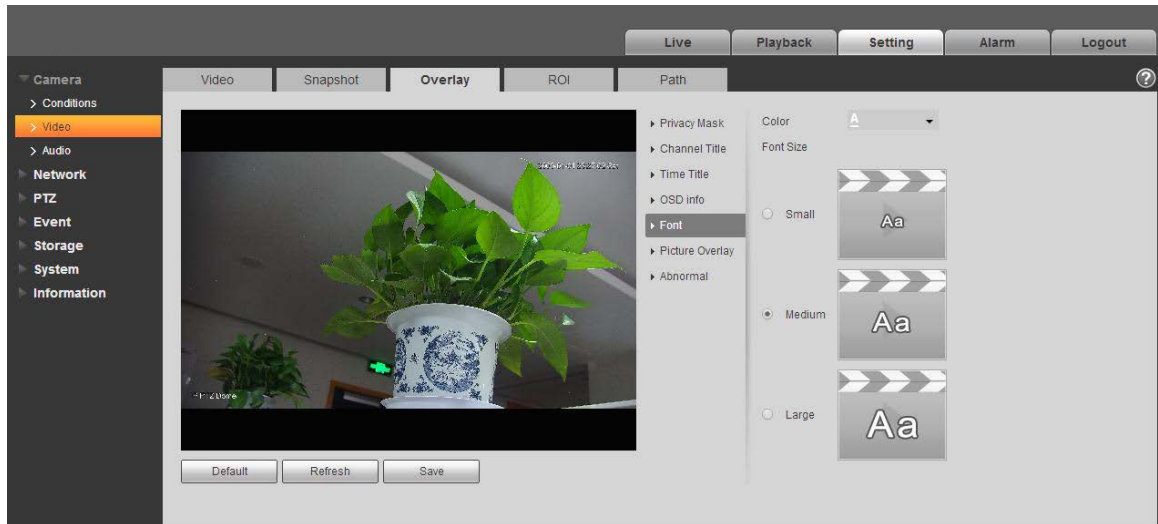 Live Playback Setting Alarm Logout
Camera
Conditions
Video
Audio
Network
PTZ
Event
Storage
System
Information
Video Snapshot Overlay ROI Path
?
PTZ Dome
Privacy Mask
Channel Title
Time Title
OSD info
Font
Picture Overlay
Abnormal
Color A
Font Size
Small Aa
Medium Aa
Large Aa
Default Refresh Save